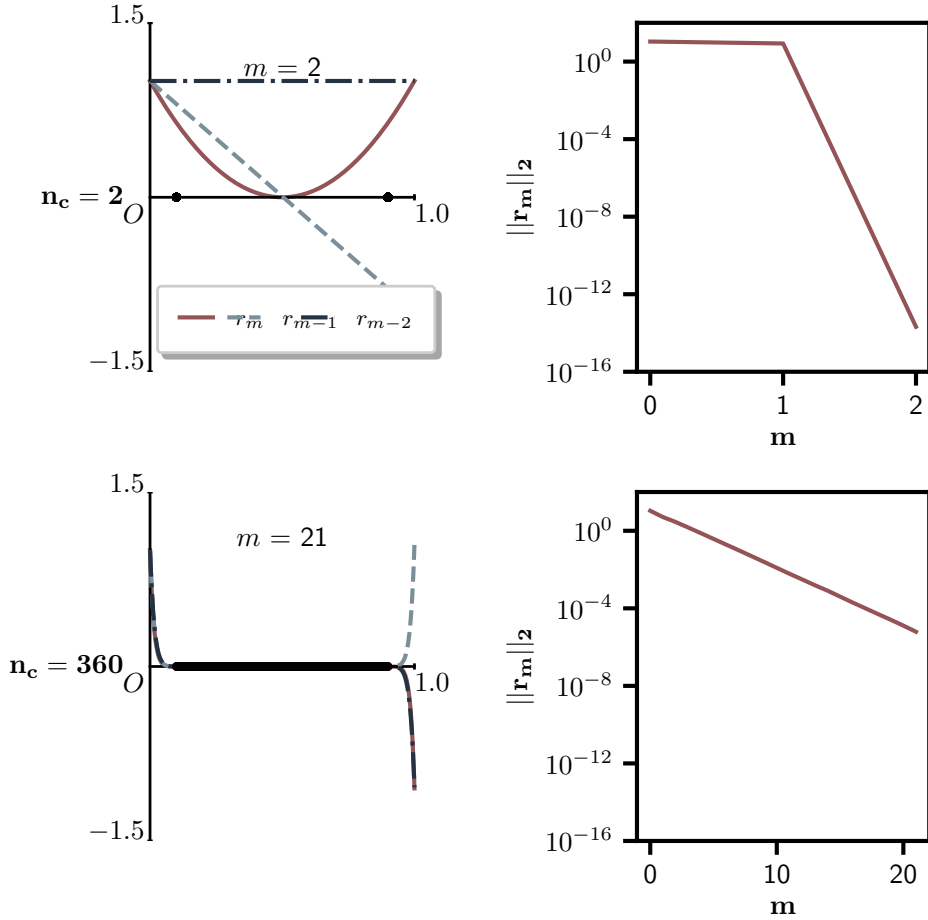 1.5
m = 2
n_c = 2
O
1.0
r_m r_{m−1} r_{m−2}
−1.5
10^0
10^{−4}
10^{−8}
10^{−12}
10^{−16}
||r_m||_2
0 1 2
m
1.5
m = 21
n_c = 360
O
1.0
−1.5
10^0
10^{−4}
10^{−8}
10^{−12}
10^{−16}
||r_m||_2
0 10 20
m